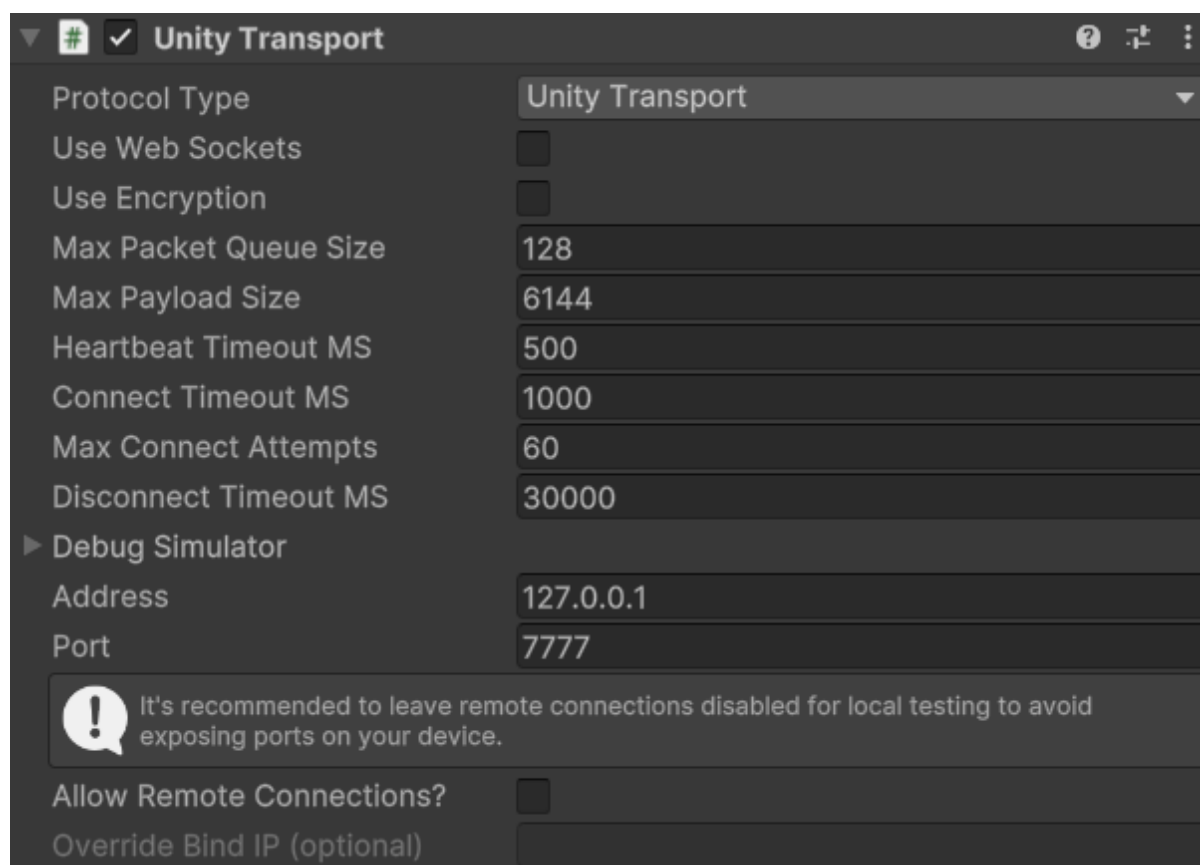 Unity Transport
Protocol Type Unity Transport
Use Web Sockets
Use Encryption
Max Packet Queue Size 128
Max Payload Size 6144
Heartbeat Timeout MS 500
Connect Timeout MS 1000
Max Connect Attempts 60
Disconnect Timeout MS 30000
Debug Simulator
Address 127.0.0.1
Port 7777
It's recommended to leave remote connections disabled for local testing to avoid
exposing ports on your device.
Allow Remote Connections?
Override Bind IP (optional)